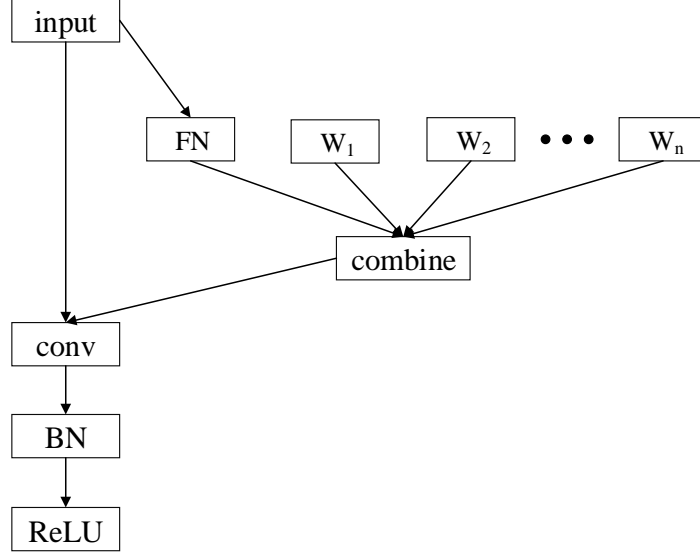 input
FN
W₁
W₂
• • •
Wₙ
combine
conv
BN
ReLU